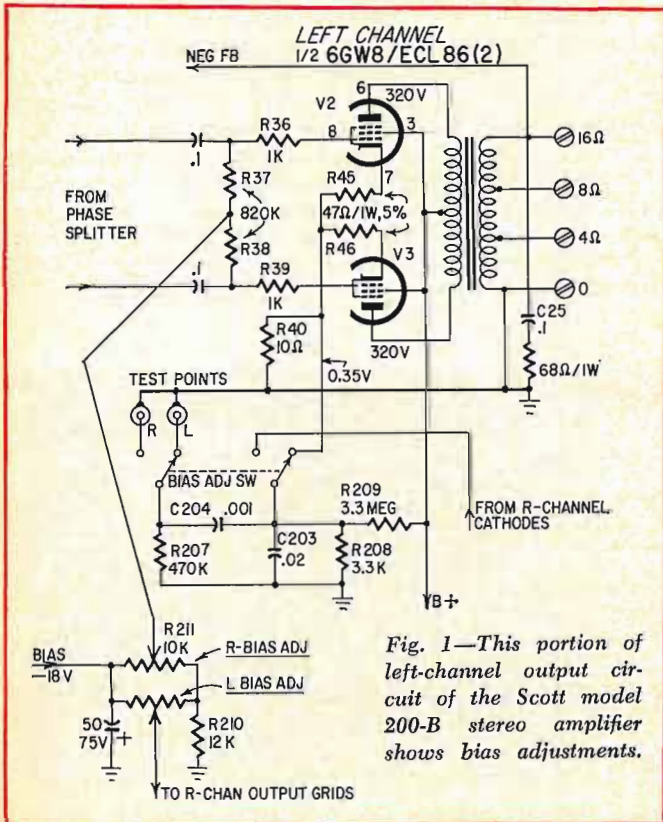 LEFT CHANNEL
1/2 6GW8/ECL86(2)
NEG FB
6
320V
V2
8
3
7
.1
R36
1K
R37
820K
R38
FROM
PHASE
SPLITTER
R45
47Ω/1W,5%
R46
V3
.1
R39
1K
320V
16Ω
8Ω
4Ω
0
C25
.1
68Ω/1W
R40
10Ω
0.35V
TEST POINTS
R
L
BIAS ADJ SW
C204
.001
R209
3.3 MEG
FROM R-CHANNEL
CATHODES
R207
470K
C203
.02
R208
3.3K
B+
BIAS
-18V
R211
10K
R-BIAS ADJ
L BIAS ADJ
50
75V
+
R210
12K
TO R-CHAN OUTPUT GRIDS
Fig. 1—This portion of
left-channel output cir-
cuit of the Scott model
200-B stereo amplifier
shows bias adjustments.